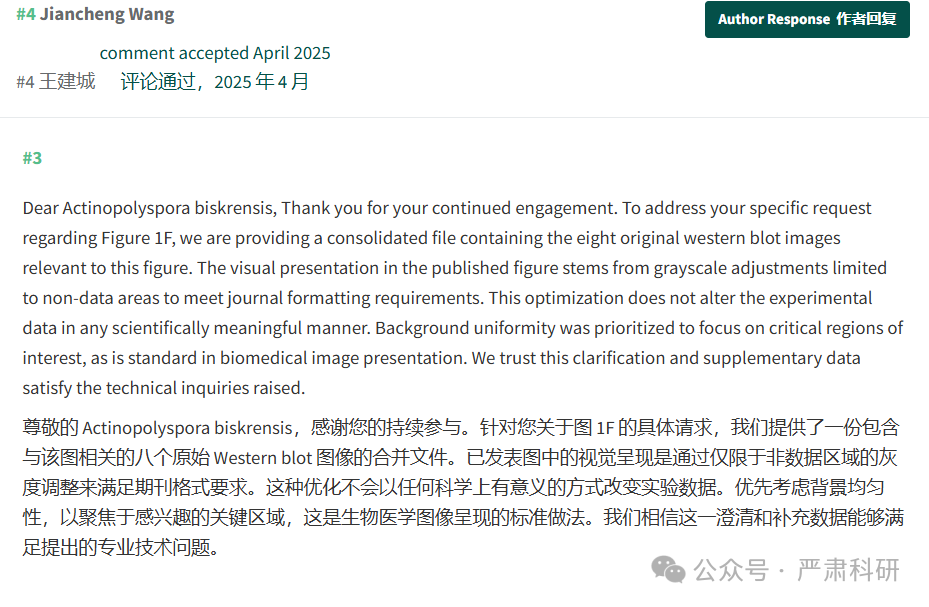 #4 Jiancheng Wang
Author Response 作者回复
comment accepted April 2025
#4 王建城 评论通过，2025 年 4 月
#3
Dear Actinopolyspora biskrensis, Thank you for your continued engagement. To address your specific request
regarding Figure 1F, we are providing a consolidated file containing the eight original western blot images
relevant to this figure. The visual presentation in the published figure stems from grayscale adjustments limited
to non-data areas to meet journal formatting requirements. This optimization does not alter the experimental
data in any scientifically meaningful manner. Background uniformity was prioritized to focus on critical regions of
interest, as is standard in biomedical image presentation. We trust this clarification and supplementary data
satisfy the technical inquiries raised.
尊敬的 Actinopolyspora biskrensis，感谢您的持续参与。针对您关于图 1F 的具体请求，我们提供了一份包含
与该图相关的八个原始 Western blot 图像的合并文件。已发表图中的视觉呈现是通过仅限于非数据区域的灰
度调整来满足期刊格式要求。这种优化不会以任何科学上有意义的方式改变实验数据。优先考虑背景均匀
性，以聚焦于感兴趣的关键区域，这是生物医学图像呈现的标准做法。我们相信这一澄清和补充数据能够满
足提出的专业技术问题。
公众号 · 严肃科研